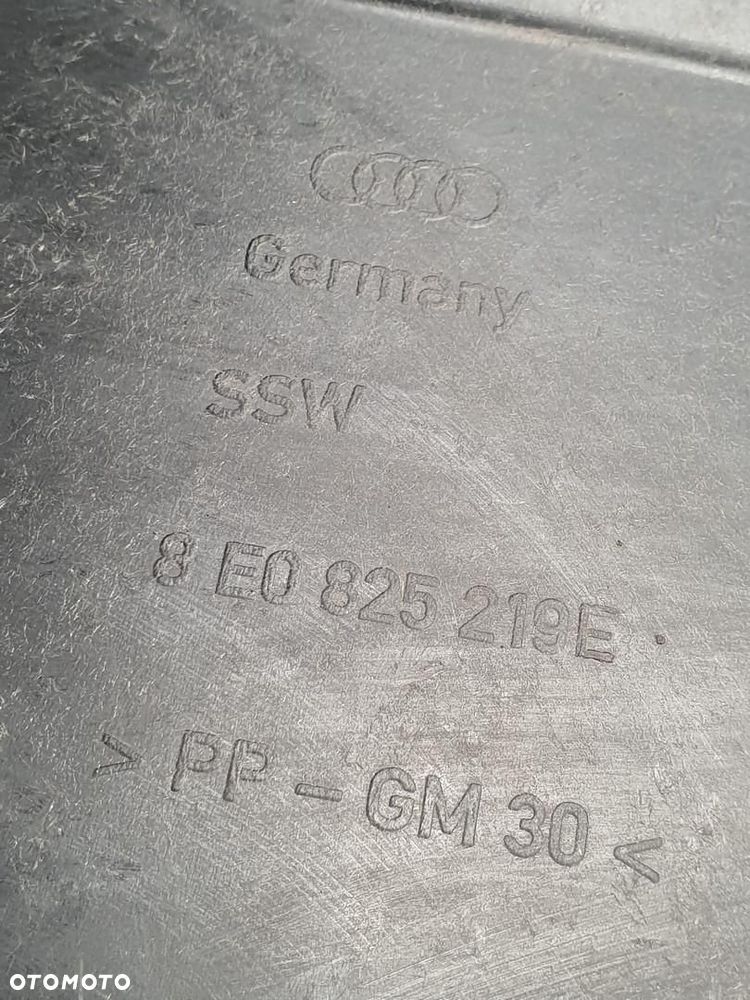 Germany
SSW
8 E0 825 219E
> PP - GM 30 <
OTOMOTO